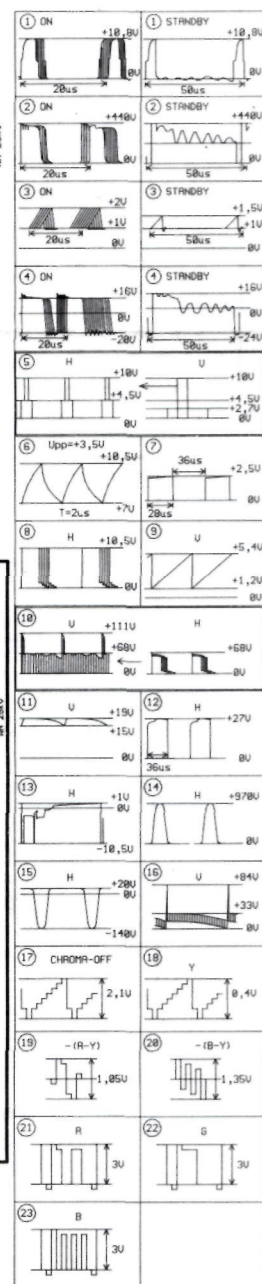 1 ON
+10,8V
0V
20us
1 STANDBY
+10,8V
0V
50us
2 ON
+440V
0V
20us
2 STANDBY
+440V
0V
50us
3 ON
+2V
+1V
20us
0V
3 STANDBY
+1,5V
+1V
50us
0V
4 ON
+16V
0V
20us
-20V
4 STANDBY
+16V
0V
50us
-24V
5 H
+10V
+4,5V
0V
V
+10V
+4,5V
+2,7V
0V
6 Upp=+3,5V
+10,5V
T=2us
+7V
7 36us
+2,5V
0V
28us
8 H
+10,5V
0V
9 V
+5,4V
+1,2V
0V
10 V
+111V
+68V
0V
H
+68V
0V
11 V
+19V
+15V
0V
12 H
+27V
0V
36us
13 H
+1V
0V
-10,5V
14 H
+970V
0V
15 H
+20V
0V
-140V
16 V
+84V
+33V
0V
17 CHROMA-OFF
2,1V
18 Y
0,4V
19 -(R-Y)
1,05V
20 -(B-Y)
1,35V
21 R
3V
22 G
3V
23 B
3V